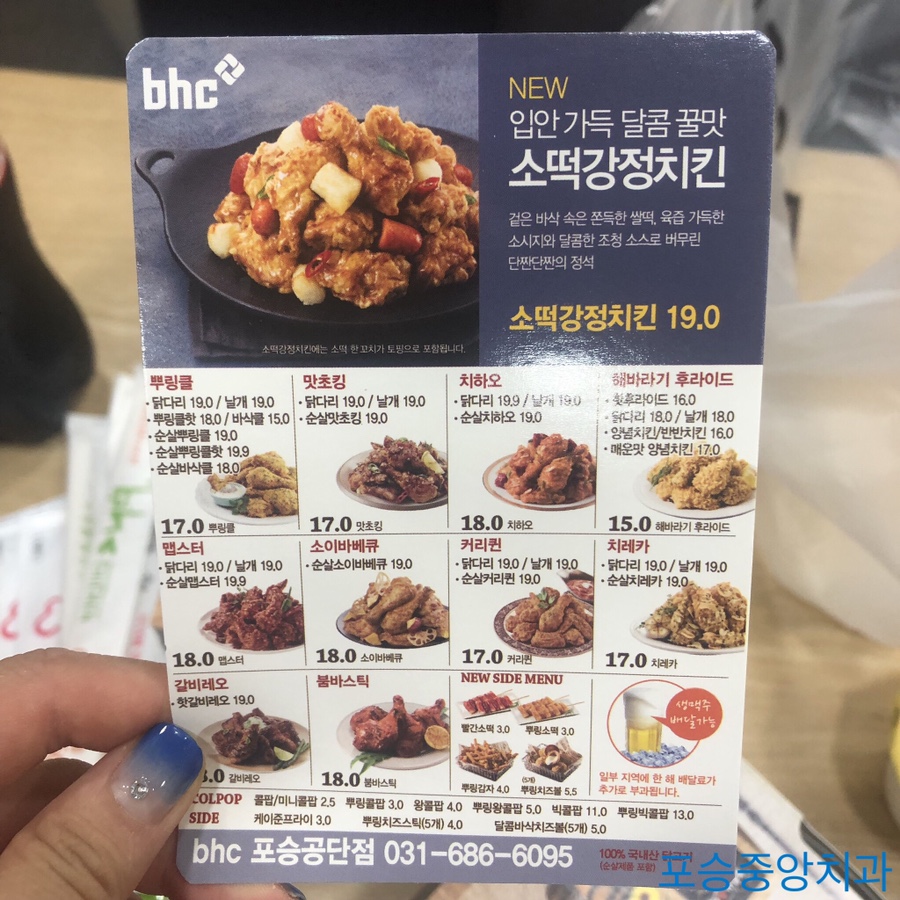 bhc
NEW
입안 가득 달콤 꿀맛
소떡강정치킨
겉은 바삭 속은 쫀득한 쌀떡, 육즙 가득한
소시지와 달콤한 조청 소스로 버무린
단짠단짠의 정석
소떡강정치킨 19.0
소떡강정치킨에는 소떡 한 꼬치가 토핑으로 포함됩니다.
뿌링클
· 닭다리 19.0 / 날개 19.0
· 뿌링클핫 18.0 / 바삭클 15.0
· 순살뿌링클 19.0
· 순살뿌링클핫 19.9
· 순살바삭클 18.0
17.0 뿌링클
맛초킹
· 닭다리 19.0 / 날개 19.0
· 순살맛초킹 19.0
17.0 맛초킹
치하오
· 닭다리 19.9 / 날개 19.0
· 순살치하오 19.0
18.0 치하오
해바라기 후라이드
· 핫후라이드 16.0
· 닭다리 18.0 / 날개 18.0
· 양념치킨/반반치킨 16.0
· 매운맛 양념치킨 17.0
15.0 해바라기 후라이드
맵스터
· 닭다리 19.0 / 날개 19.0
· 순살맵스터 19.9
18.0 맵스터
소이바베큐
· 순살소이바베큐 19.0
18.0 소이바베큐
커리퀸
· 닭다리 19.0 / 날개 19.0
· 순살커리퀸 19.0
17.0 커리퀸
치레카
· 닭다리 19.0 / 날개 19.0
· 순살치레카 19.0
17.0 치레카
갈비레오
· 핫갈비레오 19.0
갈비레오
붐바스틱
18.0 붐바스틱
NEW SIDE MENU
빨간소떡 3.0 뿌링소떡 3.0
(5개)
뿌링감자 4.0 뿌링치즈볼 5.5
생맥주
배달가능
일부 지역에 한 해 배달료가
추가로 부과됩니다.
COLPOP 콜팝/미니콜팝 2.5 뿌링콜팝 3.0 왕콜팝 4.0 뿌링왕콜팝 5.0 빅콜팝 11.0 뿌링빅콜팝 13.0
SIDE 케이준프라이 3.0 뿌링치즈스틱(5개) 4.0 달콤바삭치즈볼(5개) 5.0
bhc 포승공단점 031-686-6095
100% 국내산 닭고기
(순살제품 포함)
포승중앙치과